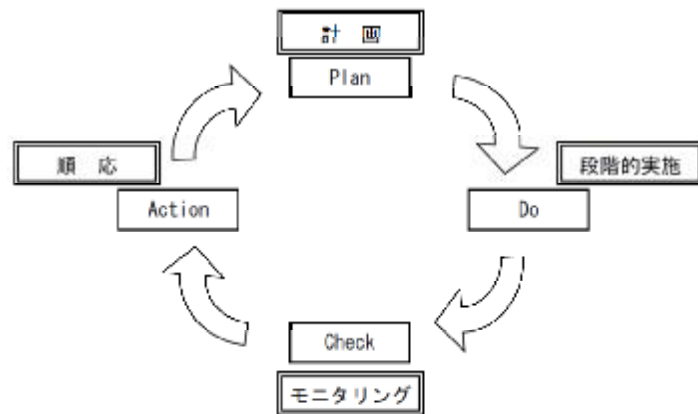 計 画
Plan
順 応
段階的実施
Action
Do
Check
モニタリング